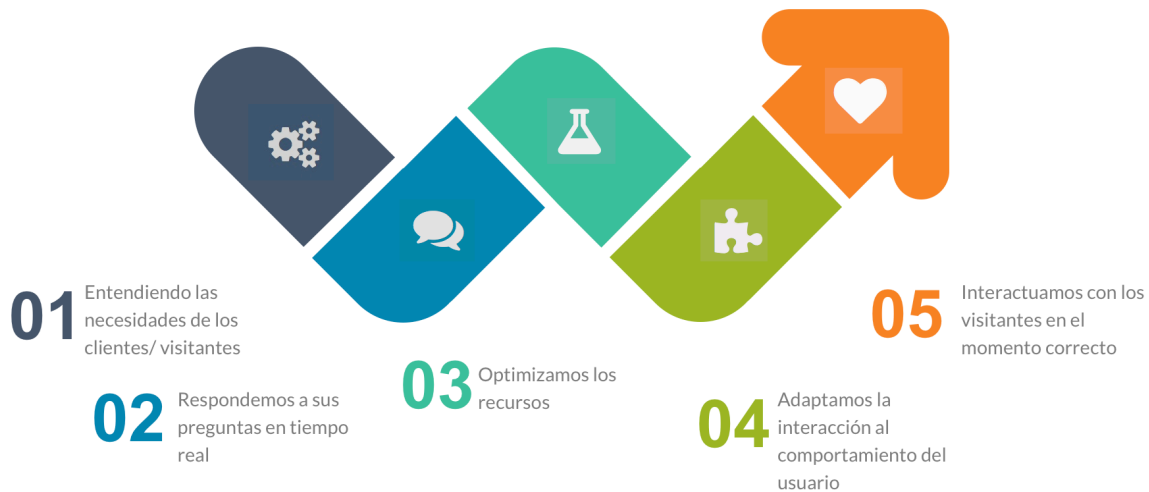 01
Entendiendo las
necesidades de los
clientes/ visitantes
02
Respondemos a sus
preguntas en tiempo
real
03
Optimizamos los
recursos
04
Adaptamos la
interacción al
comportamiento del
usuario
05
Interactuamos con los
visitantes en el
momento correcto